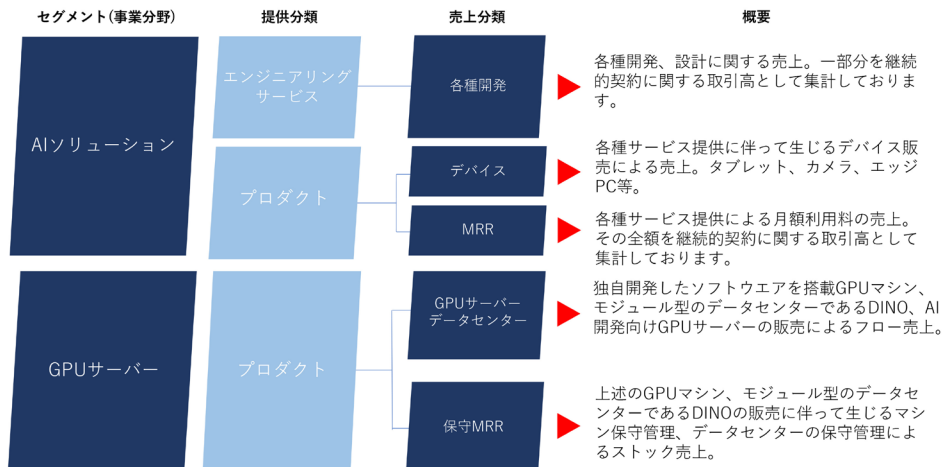 セグメント(事業分野)
提供分類
売上分類
概要
AIソリューション
エンジニアリング
サービス
各種開発
各種開発、設計に関する売上。一部分を継続
的契約に関する取引高として集計しておりま
す。
プロダクト
デバイス
各種サービス提供に伴って生じるデバイス販
売による売上。タブレット、カメラ、エッジ
PC等。
MRR
各種サービス提供による月額利用料の売上。
その全額を継続的契約に関する取引高として
集計しております。
GPUサーバー
プロダクト
GPUサーバー
データセンター
独自開発したソフトウエアを搭載GPUマシン、
モジュール型のデータセンターであるDINO、AI
開発向けGPUサーバーの販売によるフロー売上。
保守MRR
上述のGPUマシン、モジュール型のデータセ
ンターであるDINOの販売に伴って生じるマシ
ン保守管理、データセンターの保守管理によ
るストック売上。